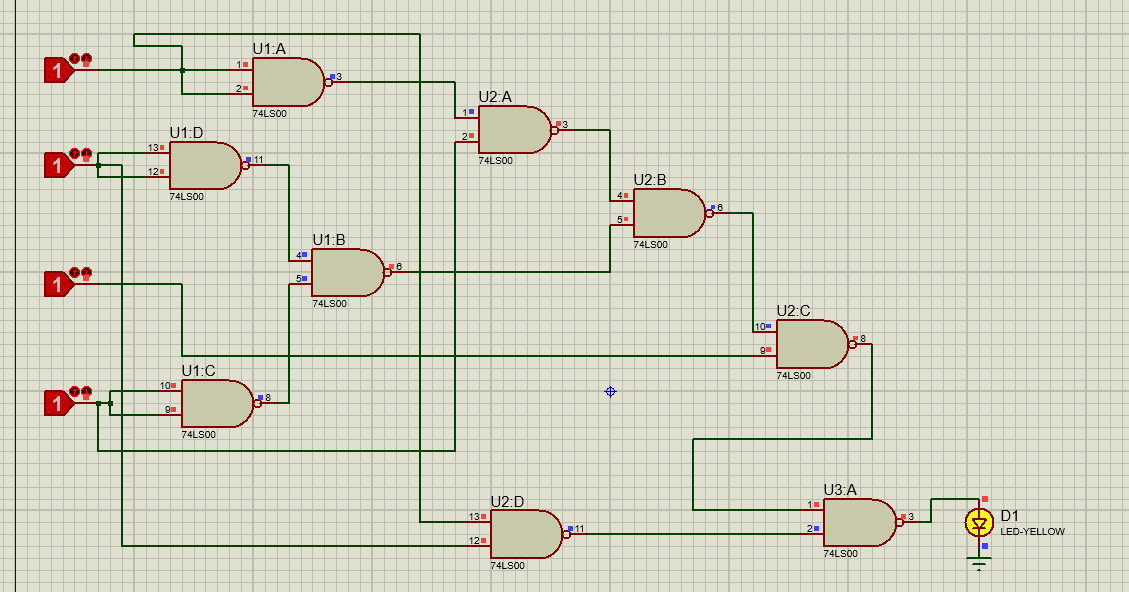 U1:A
1
1
2
3
74LS00
U2:A
1
2
3
74LS00
U1:D
1
13
12
11
74LS00
U2:B
4
5
6
74LS00
U1:B
4
5
6
74LS00
1
U2:C
10
9
8
74LS00
U1:C
1
10
9
8
74LS00
U2:D
13
12
11
74LS00
U3:A
1
2
3
74LS00
D1
LED-YELLOW